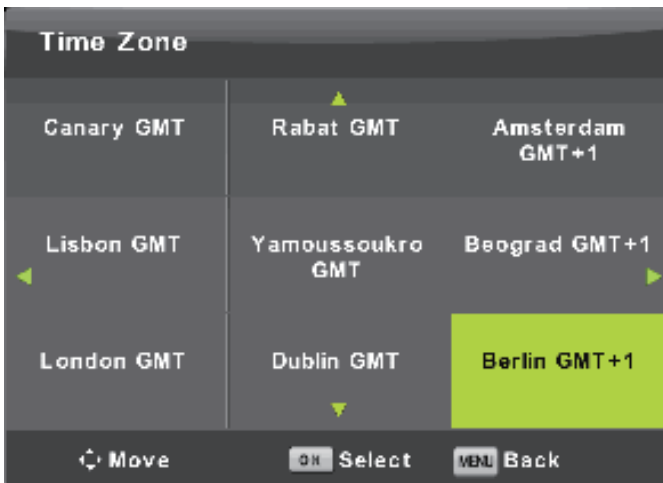 Time Zone
Canary GMT
Rabat GMT
Amsterdam
GMT+1
Lisbon GMT
Yamoussoukro
GMT
Beograd GMT+1
London GMT
Dublin GMT
Berlin GMT+1
Move
OK Select
MENU Back